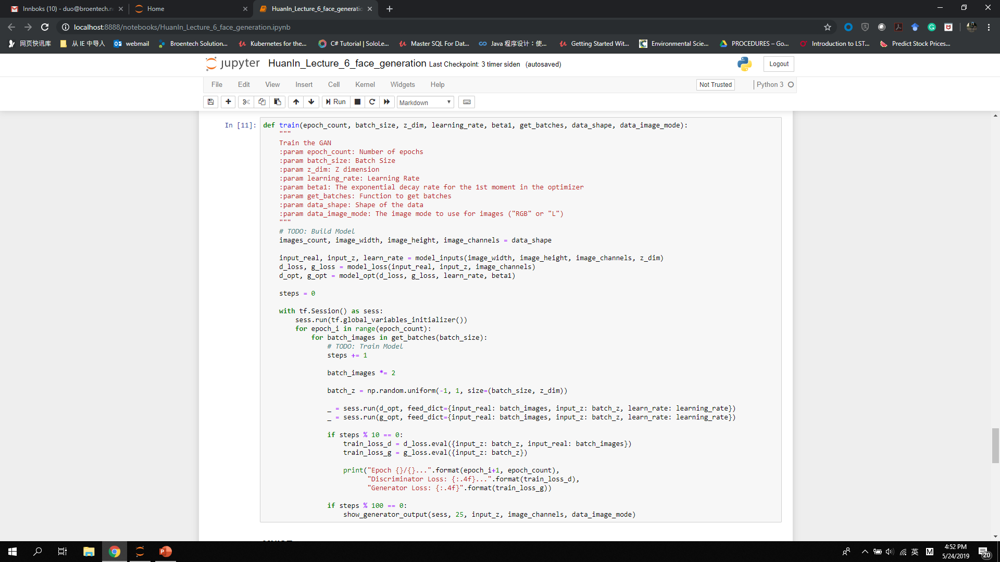 Innboks (10) - duo@broentech.n
Home
HuanIn_Lecture_6_face_generatio
localhost:8888/notebooks/HuanIn_Lecture_6_face_generation.ipynb
网页快讯库
从 IE 中导入
webmail
Broentech Solution...
Kubernetes for the...
C# Tutorial | SoloLe...
Master SQL For Dat...
Java 程序设计：使...
Getting Started Wit...
Environmental Scie...
PROCEDURES – Go...
Introduction to LST...
Predict Stock Prices...
jupyter HuanIn_Lecture_6_face_generation Last Checkpoint: 3 timer siden (autosaved)
Logout
File Edit View Insert Cell Kernel Widgets Help
Not Trusted
Python 3
Run
Markdown
In [11]: def train(epoch_count, batch_size, z_dim, learning_rate, beta1, get_batches, data_shape, data_image_mode):
"""
Train the GAN
:param epoch_count: Number of epochs
:param batch_size: Batch Size
:param z_dim: Z dimension
:param learning_rate: Learning Rate
:param beta1: The exponential decay rate for the 1st moment in the optimizer
:param get_batches: Function to get batches
:param data_shape: Shape of the data
:param data_image_mode: The image mode to use for images ("RGB" or "L")
"""
# TODO: Build Model
images_count, image_width, image_height, image_channels = data_shape
input_real, input_z, learn_rate = model_inputs(image_width, image_height, image_channels, z_dim)
d_loss, g_loss = model_loss(input_real, input_z, image_channels)
d_opt, g_opt = model_opt(d_loss, g_loss, learn_rate, beta1)
steps = 0
with tf.Session() as sess:
sess.run(tf.global_variables_initializer())
for epoch_i in range(epoch_count):
for batch_images in get_batches(batch_size):
# TODO: Train Model
steps += 1
batch_images *= 2
batch_z = np.random.uniform(-1, 1, size=(batch_size, z_dim))
_ = sess.run(d_opt, feed_dict={input_real: batch_images, input_z: batch_z, learn_rate: learning_rate})
_ = sess.run(g_opt, feed_dict={input_real: batch_images, input_z: batch_z, learn_rate: learning_rate})
if steps % 10 == 0:
train_loss_d = d_loss.eval({input_z: batch_z, input_real: batch_images})
train_loss_g = g_loss.eval({input_z: batch_z})
print("Epoch {}/{}...".format(epoch_i+1, epoch_count),
"Discriminator Loss: {:.4f}...".format(train_loss_d),
"Generator Loss: {:.4f}".format(train_loss_g))
if steps % 100 == 0:
show_generator_output(sess, 25, input_z, image_channels, data_image_mode)
英
M
4:52 PM
5/24/2019
20